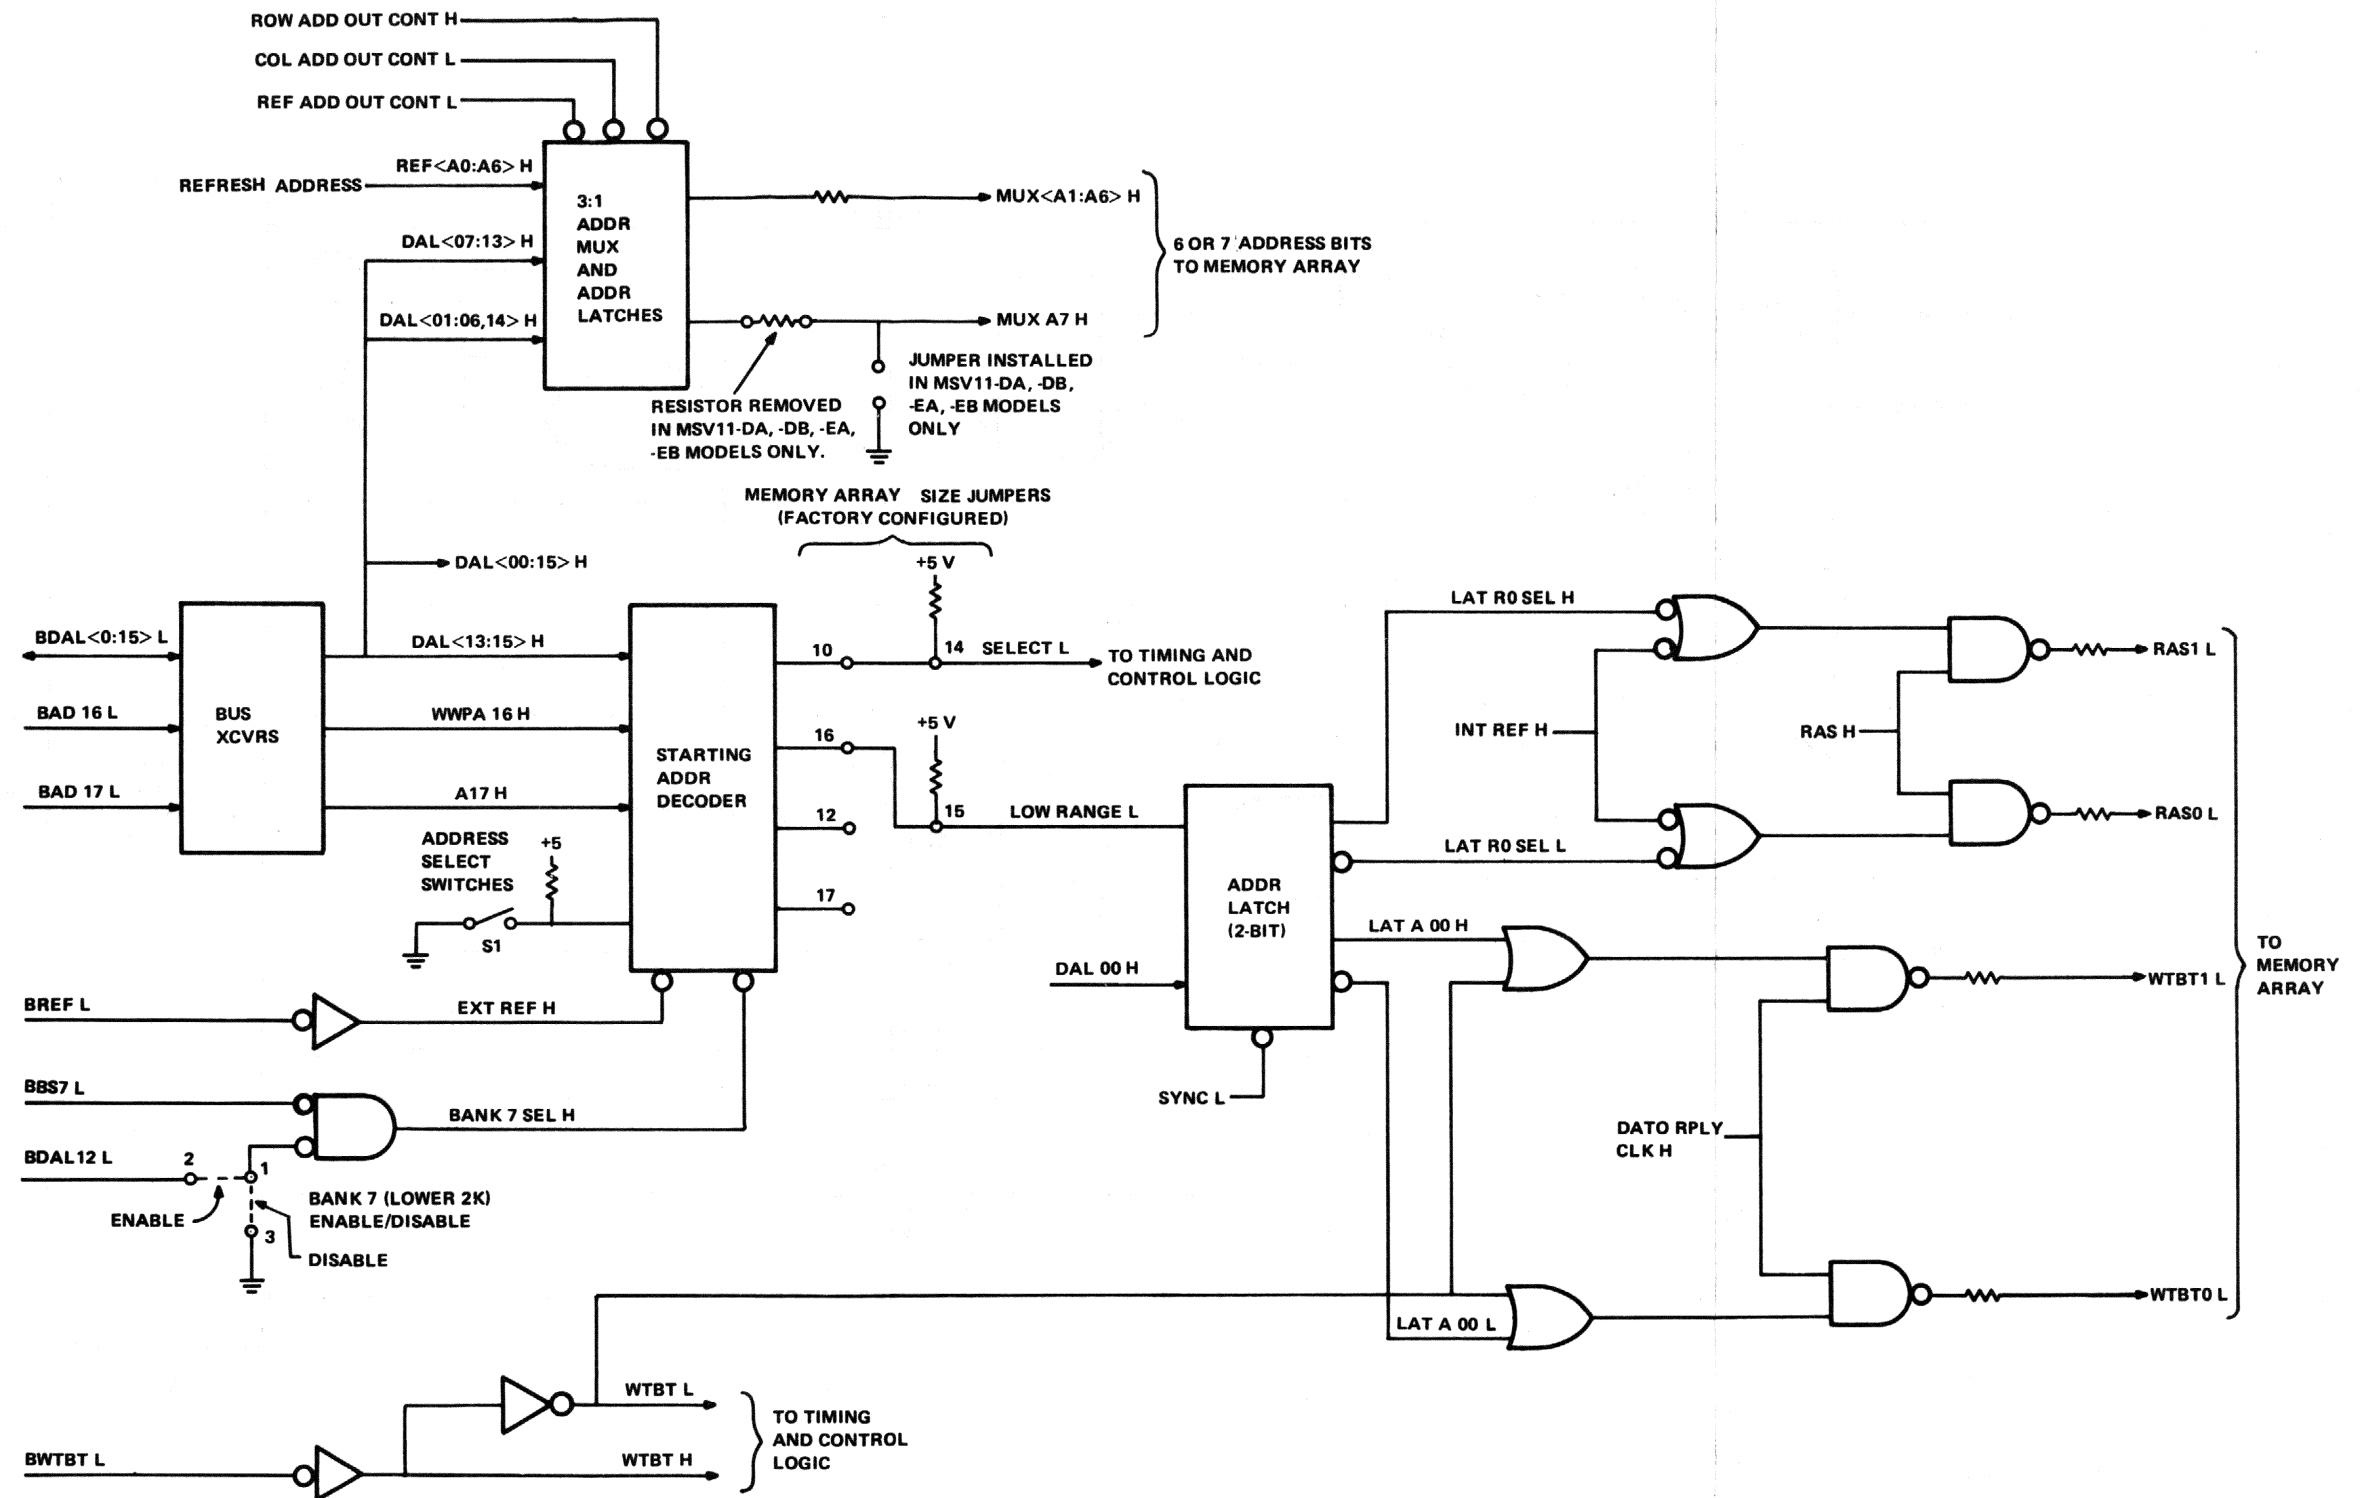 ROW ADD OUT CONT H
COL ADD OUT CONT L
REF ADD OUT CONT L
REF<A0:A6> H
REFRESH ADDRESS
DAL<07:13> H
DAL<01:06,14> H
3:1
ADDR
MUX
AND
ADDR
LATCHES
MUX<A1:A6> H
6 OR 7 ADDRESS BITS
TO MEMORY ARRAY
MUX A7 H
JUMPER INSTALLED
IN MSV11-DA, -DB,
-EA, -EB MODELS
ONLY
RESISTOR REMOVED
IN MSV11-DA, -DB, -EA,
-EB MODELS ONLY.
MEMORY ARRAY SIZE JUMPERS
(FACTORY CONFIGURED)
DAL<00:15> H
BDAL<0:15> L
BAD 16 L
BAD 17 L
BUS
XCVRS
DAL<13:15> H
WWPA 16 H
A17 H
ADDRESS
SELECT
SWITCHES
+5
S1
STARTING
ADDR
DECODER
10
16
12
17
+5 V
14
SELECT L
TO TIMING AND
CONTROL LOGIC
+5 V
15
LOW RANGE L
ADDR
LATCH
(2-BIT)
DAL 00 H
SYNC L
LAT R0 SEL H
INT REF H
LAT R0 SEL L
LAT A 00 H
RAS H
RAS1 L
RAS0 L
WTBT1 L
TO
MEMORY
ARRAY
DATO RPLY
CLK H
WTBT0 L
LAT A 00 L
BREF L
EXT REF H
BBS7 L
BANK 7 SEL H
BDAL12 L
2
1
3
ENABLE
BANK 7 (LOWER 2K)
ENABLE/DISABLE
DISABLE
WTBT L
BWTBT L
WTBT H
TO TIMING
AND CONTROL
LOGIC